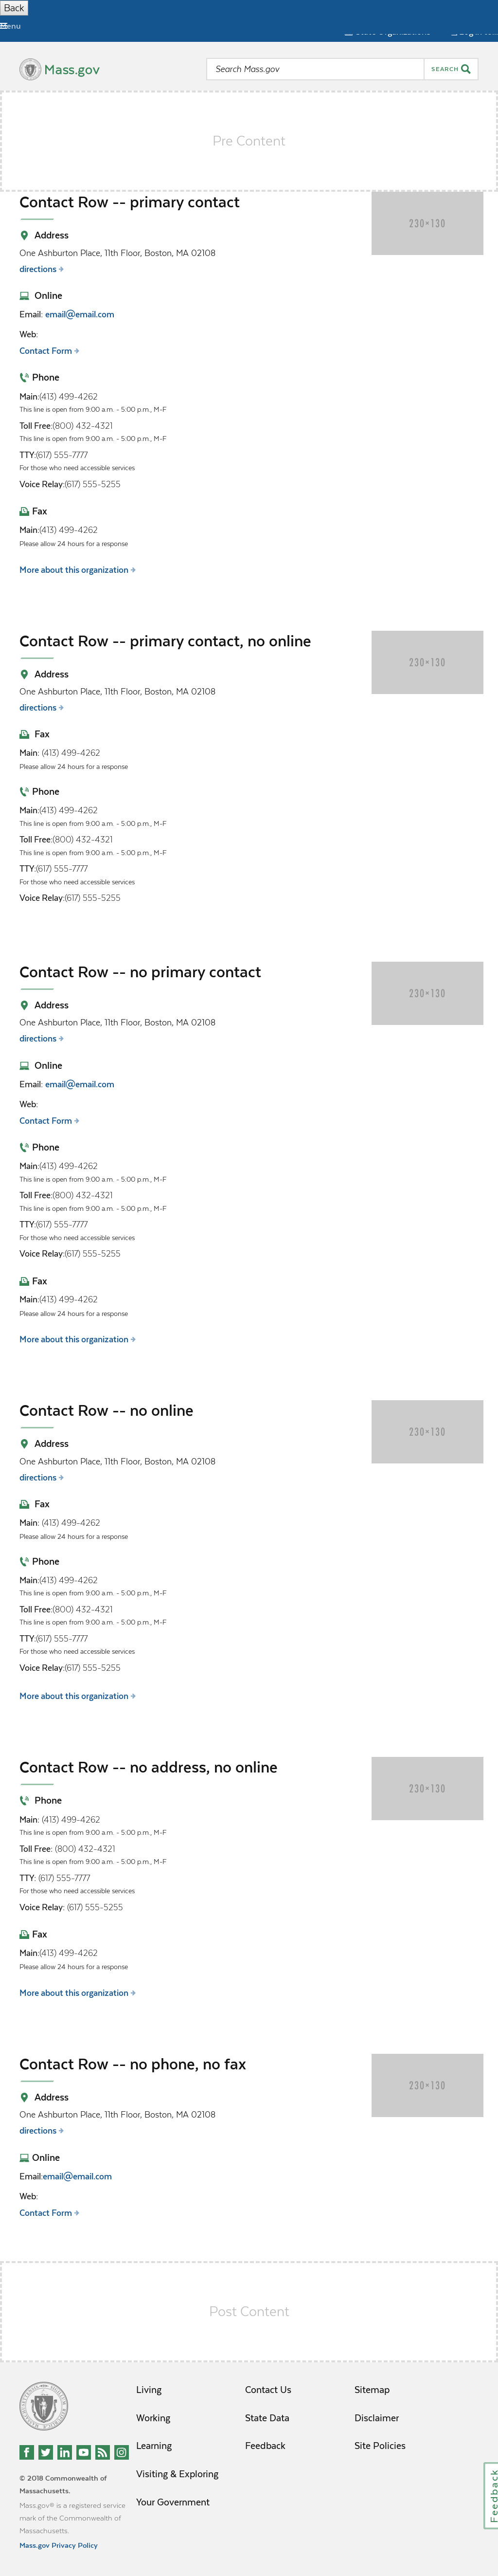 Back
Menu
State Organizations
Log in to...
Mass.gov
Search Mass.gov
SEARCH
Pre Content
Contact Row -- primary contact
230×130
Address
One Ashburton Place, 11th Floor, Boston, MA 02108
directions
Online
Email: email@email.com
Web:
Contact Form
Phone
Main:(413) 499-4262
This line is open from 9:00 a.m. - 5:00 p.m., M-F
Toll Free:(800) 432-4321
This line is open from 9:00 a.m. - 5:00 p.m., M-F
TTY:(617) 555-7777
For those who need accessible services
Voice Relay:(617) 555-5255
Fax
Main:(413) 499-4262
Please allow 24 hours for a response
More about this organization
Contact Row -- primary contact, no online
230×130
Address
One Ashburton Place, 11th Floor, Boston, MA 02108
directions
Fax
Main: (413) 499-4262
Please allow 24 hours for a response
Phone
Main:(413) 499-4262
This line is open from 9:00 a.m. - 5:00 p.m., M-F
Toll Free:(800) 432-4321
This line is open from 9:00 a.m. - 5:00 p.m., M-F
TTY:(617) 555-7777
For those who need accessible services
Voice Relay:(617) 555-5255
Contact Row -- no primary contact
230×130
Address
One Ashburton Place, 11th Floor, Boston, MA 02108
directions
Online
Email: email@email.com
Web:
Contact Form
Phone
Main:(413) 499-4262
This line is open from 9:00 a.m. - 5:00 p.m., M-F
Toll Free:(800) 432-4321
This line is open from 9:00 a.m. - 5:00 p.m., M-F
TTY:(617) 555-7777
For those who need accessible services
Voice Relay:(617) 555-5255
Fax
Main:(413) 499-4262
Please allow 24 hours for a response
More about this organization
Contact Row -- no online
230×130
Address
One Ashburton Place, 11th Floor, Boston, MA 02108
directions
Fax
Main: (413) 499-4262
Please allow 24 hours for a response
Phone
Main:(413) 499-4262
This line is open from 9:00 a.m. - 5:00 p.m., M-F
Toll Free:(800) 432-4321
This line is open from 9:00 a.m. - 5:00 p.m., M-F
TTY:(617) 555-7777
For those who need accessible services
Voice Relay:(617) 555-5255
More about this organization
Contact Row -- no address, no online
230×130
Phone
Main: (413) 499-4262
This line is open from 9:00 a.m. - 5:00 p.m., M-F
Toll Free: (800) 432-4321
This line is open from 9:00 a.m. - 5:00 p.m., M-F
TTY: (617) 555-7777
For those who need accessible services
Voice Relay: (617) 555-5255
Fax
Main:(413) 499-4262
Please allow 24 hours for a response
More about this organization
Contact Row -- no phone, no fax
230×130
Address
One Ashburton Place, 11th Floor, Boston, MA 02108
directions
Online
Email:email@email.com
Web:
Contact Form
Post Content
Living
Working
Learning
Visiting & Exploring
Your Government
Contact Us
State Data
Feedback
Sitemap
Disclaimer
Site Policies
© 2018 Commonwealth of
Massachusetts.
Mass.gov® is a registered service
mark of the Commonwealth of
Massachusetts.
Mass.gov Privacy Policy
Feedback